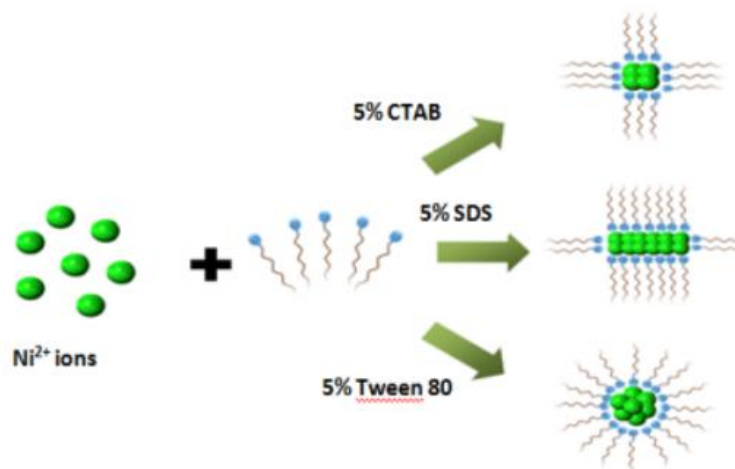 5% CTAB
5% SDS
Ni²⁺ ions
5% Tween 80